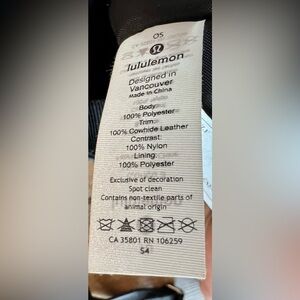 OS
lululemon
Designed in
Vancouver
Made in China
Body:
100% Polyester
Trim:
100% Cowhide Leather
Contrast:
100% Nylon
Lining:
100% Polyester
Exclusive of decoration
Spot clean
Contains non-textile parts of
animal origin
CA 35801 RN 106259
S4